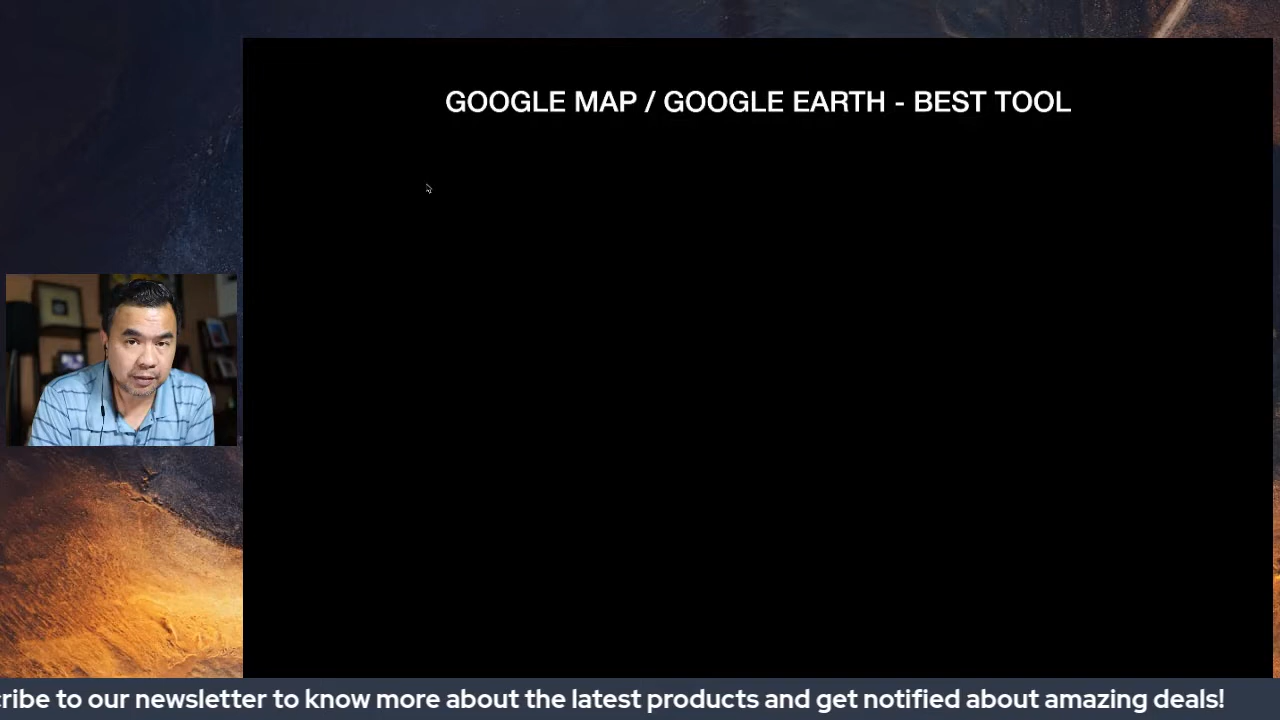 GOOGLE MAP / GOOGLE EARTH - BEST TOOL
to our newsletter to know more about the latest products and get notified about amazing deals!